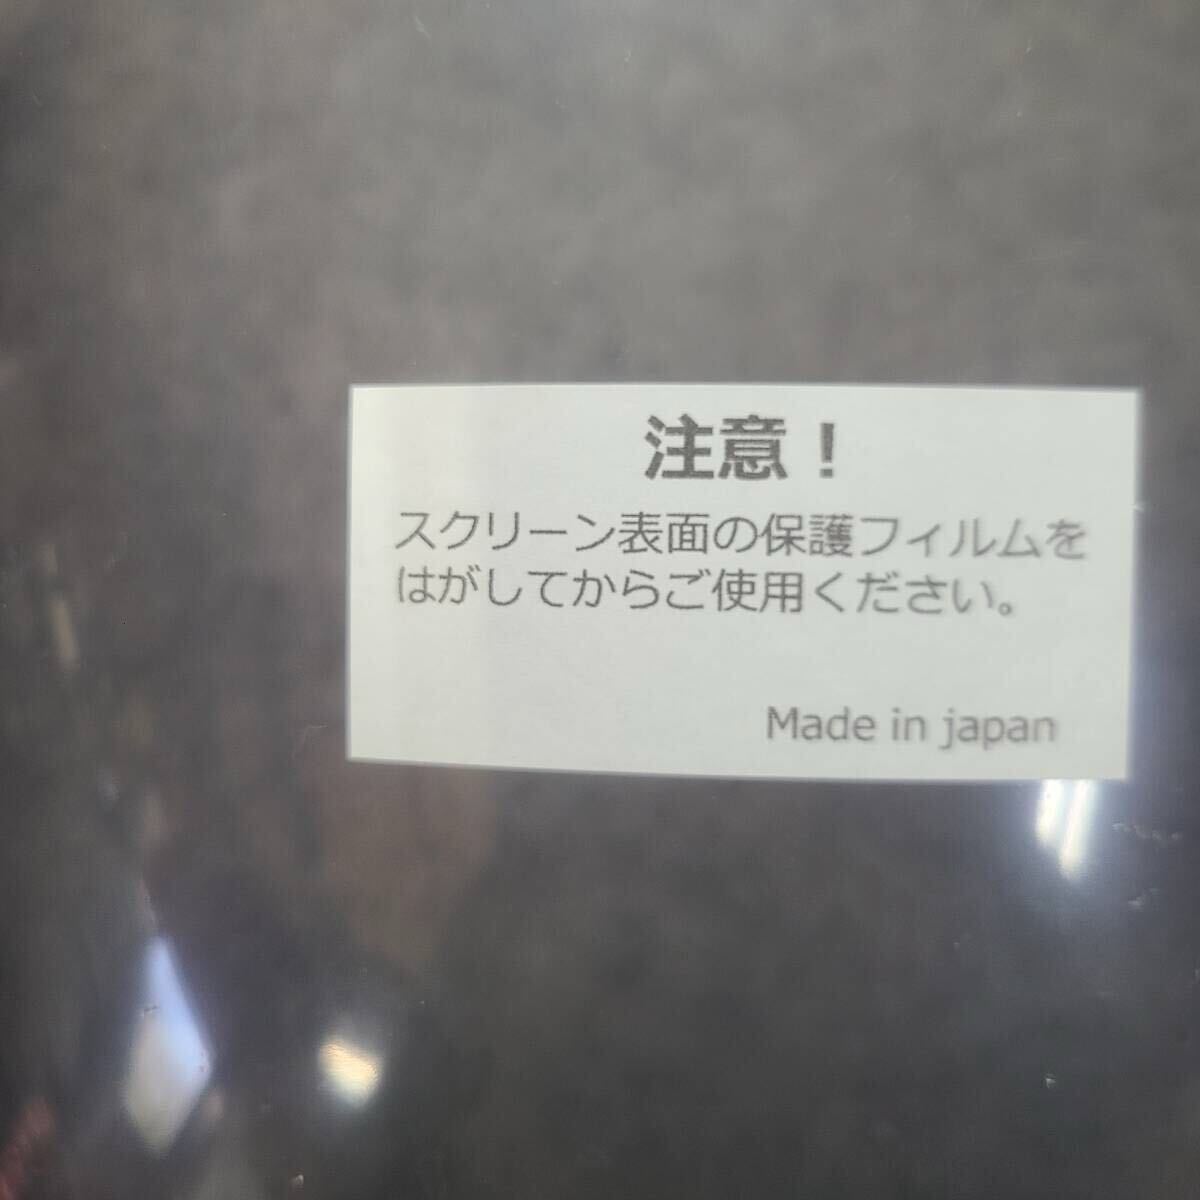 注意！
スクリーン表面の保護フィルムを
はがしてからご使用ください。
Made in japan